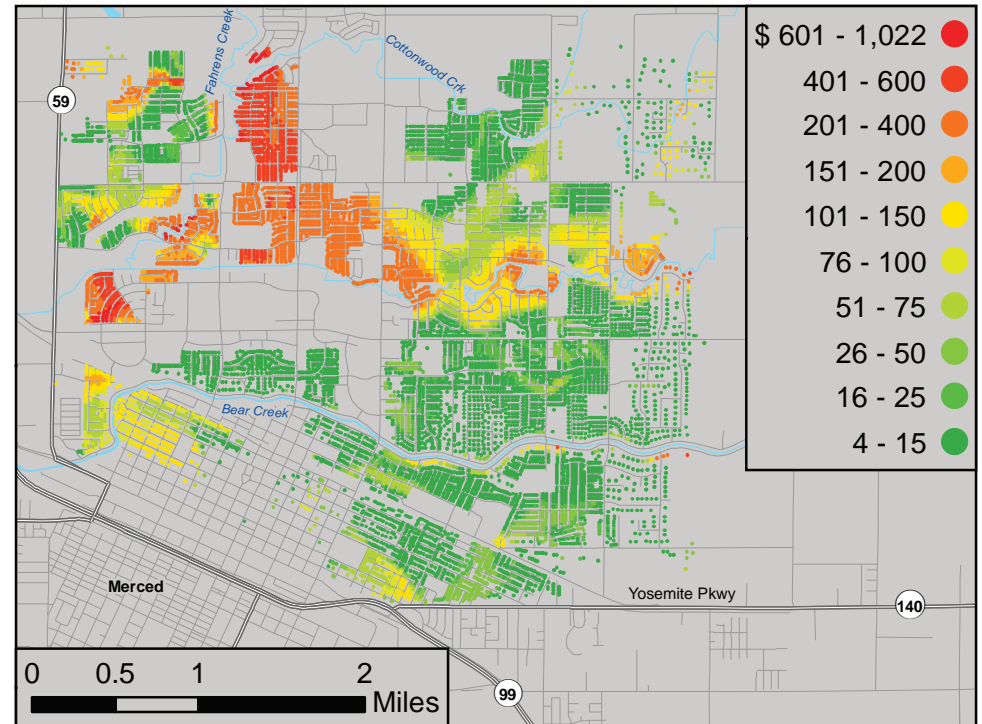 Fahrens Creek
Cottonwood Crk
59
$ 601 - 1,022
401 - 600
201 - 400
151 - 200
101 - 150
76 - 100
51 - 75
26 - 50
16 - 25
4 - 15
Bear Creek
Merced
Yosemite Pkwy
140
0 0.5 1 2
Miles
99